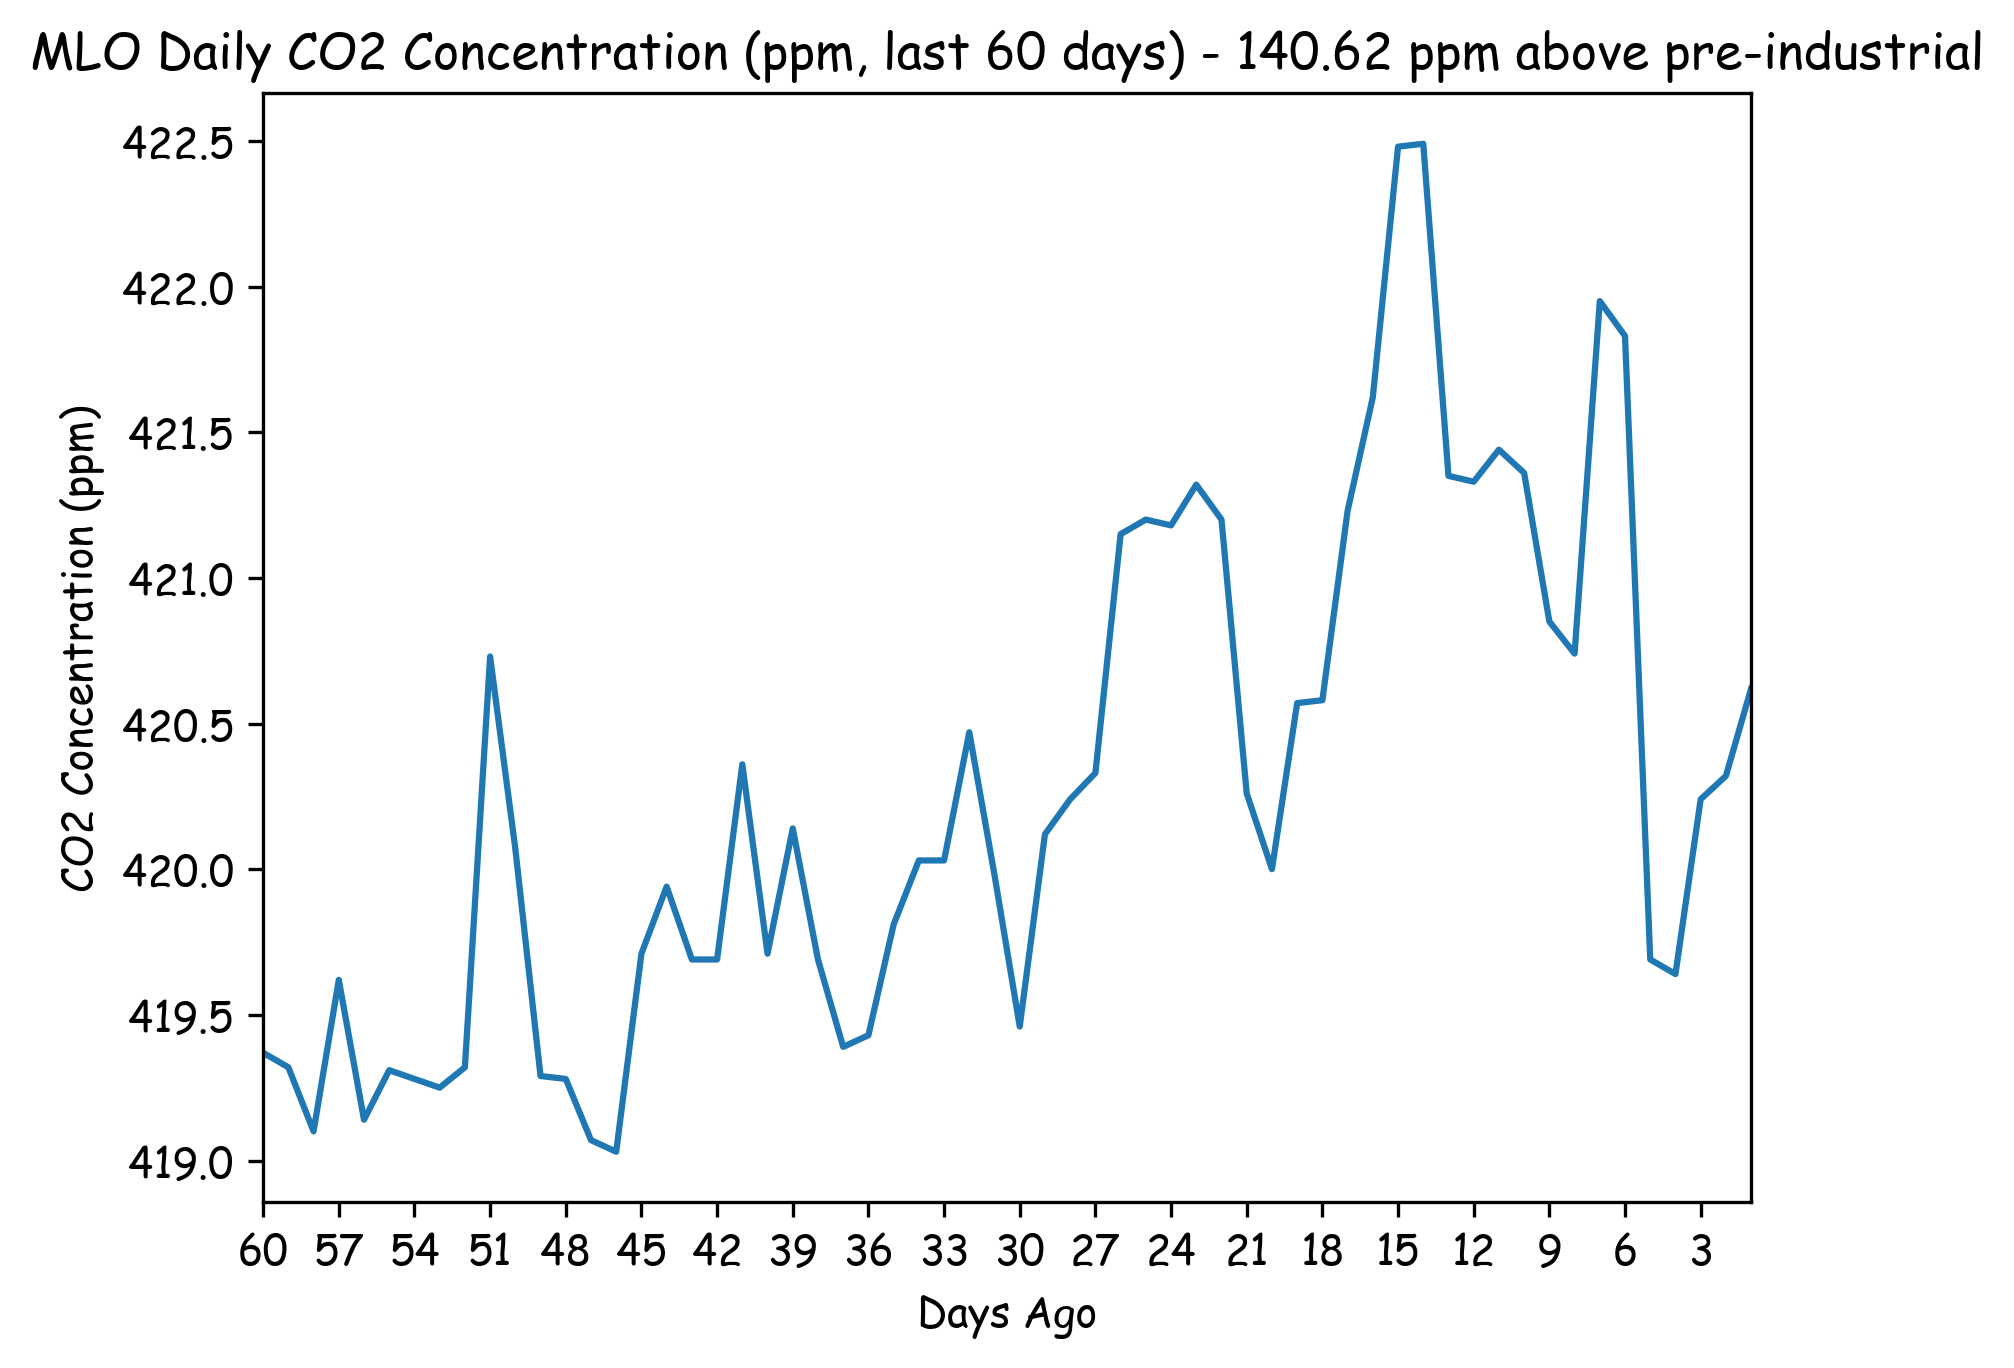 MLO Daily CO2 Concentration (ppm, last 60 days) - 140.62 ppm above pre-industrial
CO2 Concentration (ppm)
422.5
422.0
421.5
421.0
420.5
420.0
419.5
419.0
60 57 54 51 48 45 42 39 36 33 30 27 24 21 18 15 12 9 6 3
Days Ago